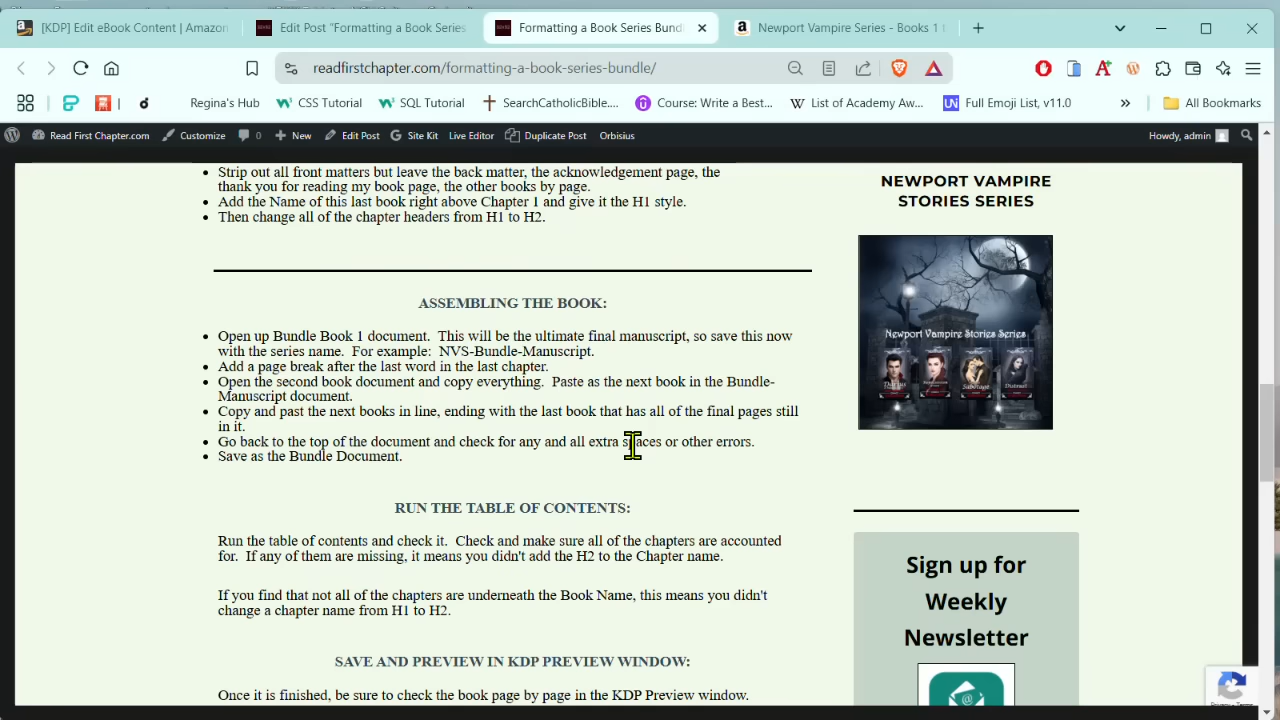 [KDP] Edit eBook Content | Amazon
Edit Post "Formatting a Book Series
Formatting a Book Series Bund
Newport Vampire Series - Books 1
readfirstchapter.com/formatting-a-book-series-bundle/
Regina's Hub
CSS Tutorial
SQL Tutorial
SearchCatholicBible....
Course: Write a Best...
List of Academy Aw...
Full Emoji List, v11.0
All Bookmarks
Read First Chapter.com
Customize
0
New
Edit Post
Site Kit
Live Editor
Duplicate Post
Orbisius
Howdy, admin
Strip out all front matters but leave the back matter, the acknowledgement page, the
thank you for reading my book page, the other books by page.
Add the Name of this last book right above Chapter 1 and give it the H1 style.
Then change all of the chapter headers from H1 to H2.
ASSEMBLING THE BOOK:
Open up Bundle Book 1 document. This will be the ultimate final manuscript, so save this now
with the series name. For example: NVS-Bundle-Manuscript.
Add a page break after the last word in the last chapter.
Open the second book document and copy everything. Paste as the next book in the Bundle-
Manuscript document.
Copy and past the next books in line, ending with the last book that has all of the final pages still
in it.
Go back to the top of the document and check for any and all extra spaces or other errors.
Save as the Bundle Document.
RUN THE TABLE OF CONTENTS:
Run the table of contents and check it. Check and make sure all of the chapters are accounted
for. If any of them are missing, it means you didn't add the H2 to the Chapter name.
If you find that not all of the chapters are underneath the Book Name, this means you didn't
change a chapter name from H1 to H2.
SAVE AND PREVIEW IN KDP PREVIEW WINDOW:
Once it is finished, be sure to check the book page by page in the KDP Preview window.
NEWPORT VAMPIRE
STORIES SERIES
Newport Vampire Stories Series
Sabotage
Sign up for
Weekly
Newsletter